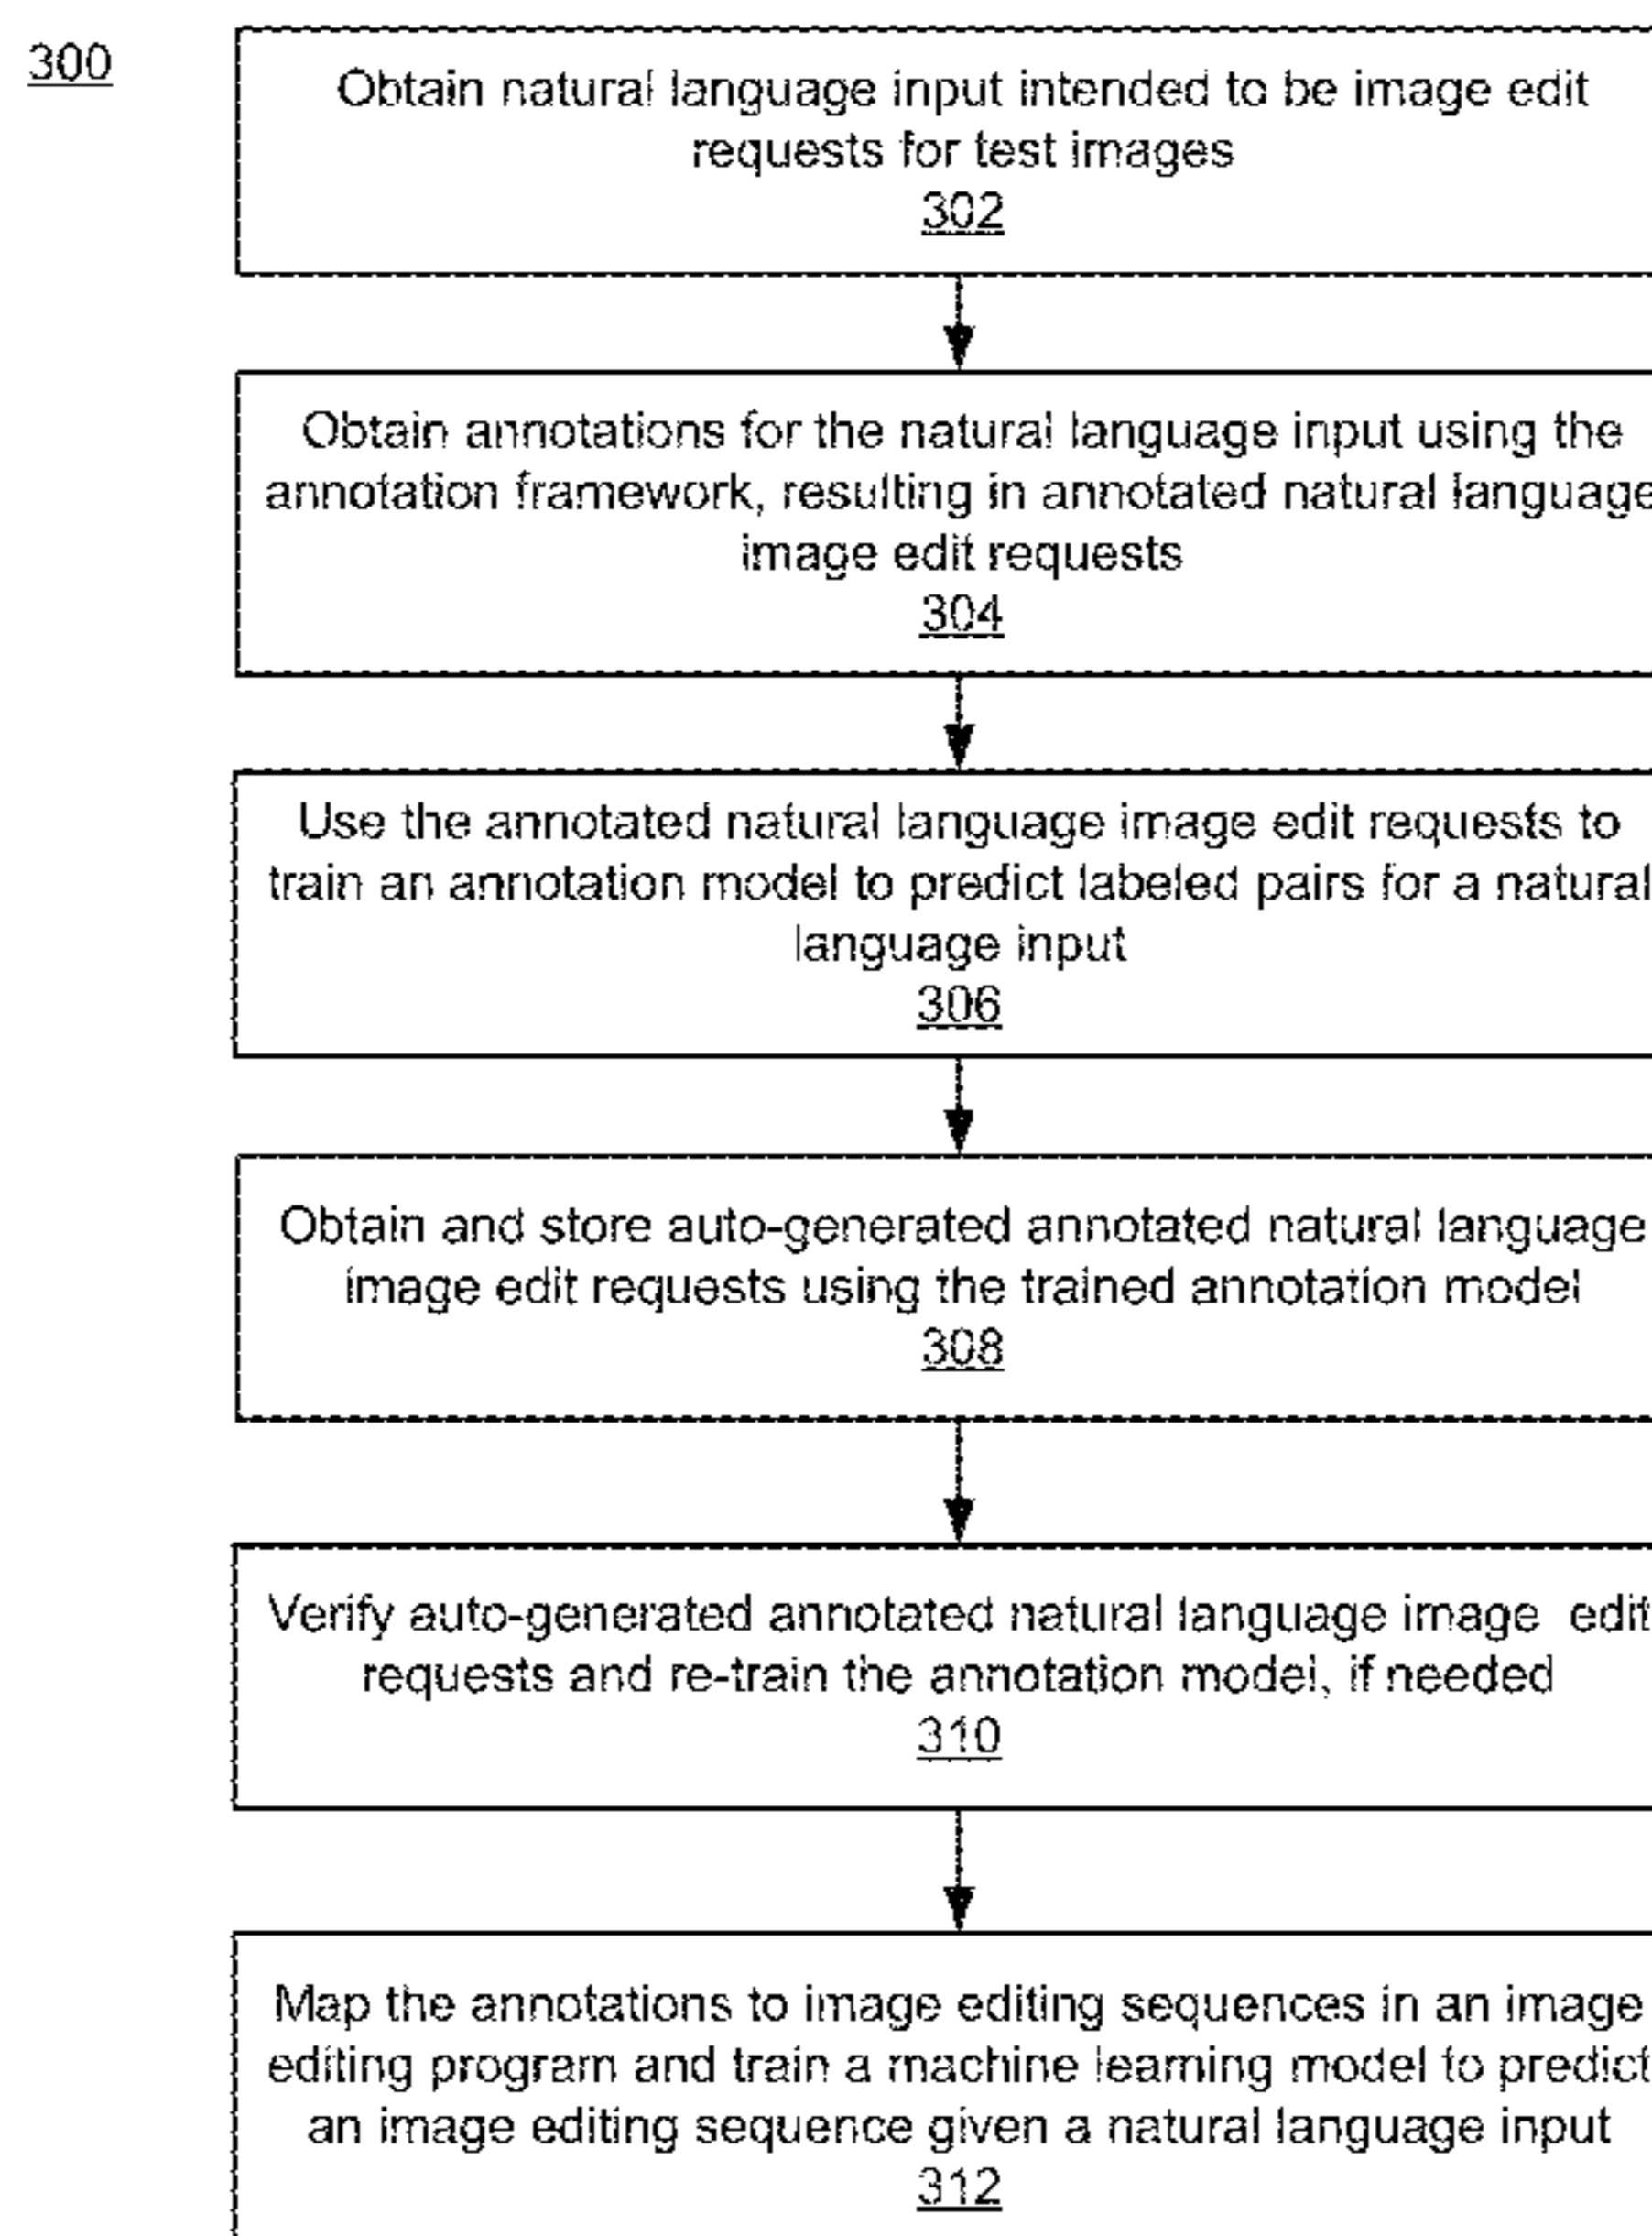 300
Obtain natural language input intended to be image edit
requests for test images
302
Obtain annotations for the natural language input using the
annotation framework, resulting in annotated natural language
image edit requests
304
Use the annotated natural language image edit requests to
train an annotation model to predict labeled pairs for a natural
language input
306
Obtain and store auto-generated annotated natural language
image edit requests using the trained annotation model
308
Verify auto-generated annotated natural language image edit
requests and re-train the annotation model, if needed
310
Map the annotations to image editing sequences in an image
editing program and train a machine learning model to predict
an image editing sequence given a natural language input
312